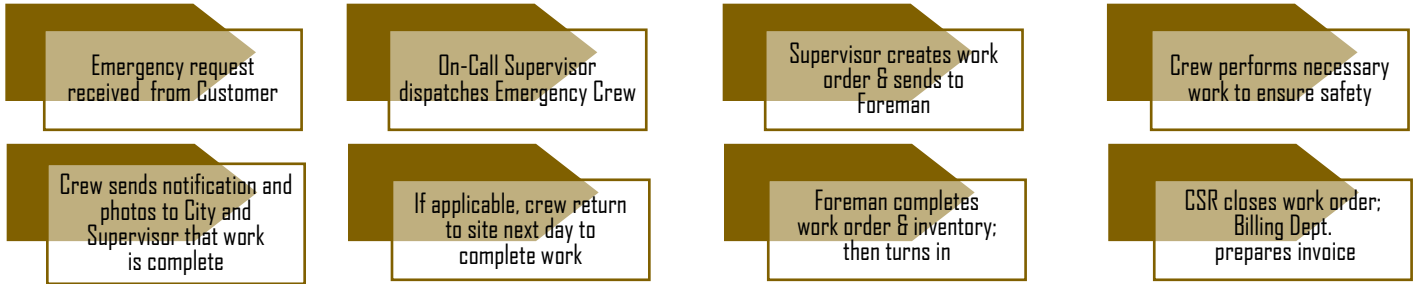 Emergency request
received  from Customer
On-Call Supervisor
dispatches Emergency Crew
Supervisor creates work
order & sends to
Foreman
Crew performs necessary
work to ensure safety
Crew sends notification and
photos to City and
Supervisor that work
is complete
If applicable, crew return
to site next day to
complete work
Foreman completes
work order & inventory;
then turns in
CSR closes work order;
Billing Dept.
prepares invoice